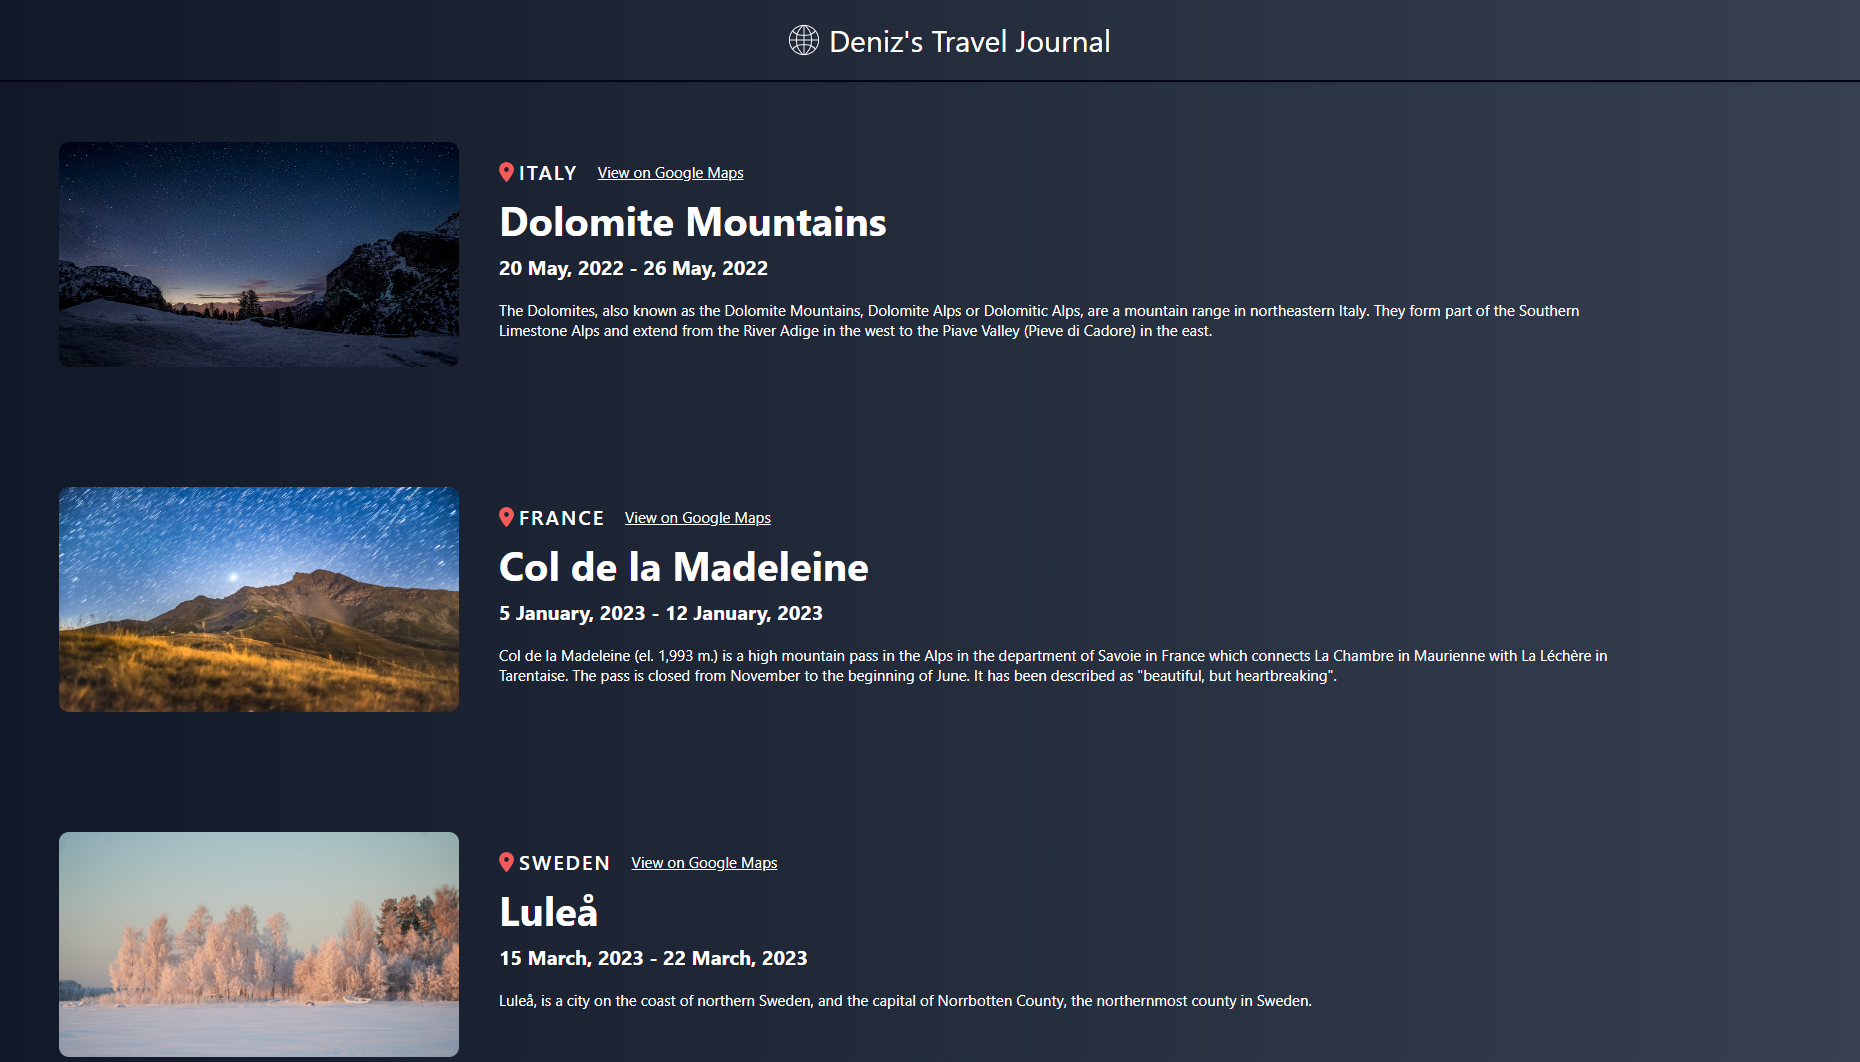 Deniz's Travel Journal
ITALY View on Google Maps
Dolomite Mountains
20 May, 2022 - 26 May, 2022
The Dolomites, also known as the Dolomite Mountains, Dolomite Alps or Dolomitic Alps, are a mountain range in northeastern Italy. They form part of the Southern
Limestone Alps and extend from the River Adige in the west to the Piave Valley (Pieve di Cadore) in the east.
FRANCE View on Google Maps
Col de la Madeleine
5 January, 2023 - 12 January, 2023
Col de la Madeleine (el. 1,993 m.) is a high mountain pass in the Alps in the department of Savoie in France which connects La Chambre in Maurienne with La Léchère in
Tarentaise. The pass is closed from November to the beginning of June. It has been described as "beautiful, but heartbreaking".
SWEDEN View on Google Maps
Luleå
15 March, 2023 - 22 March, 2023
Luleå, is a city on the coast of northern Sweden, and the capital of Norrbotten County, the northernmost county in Sweden.